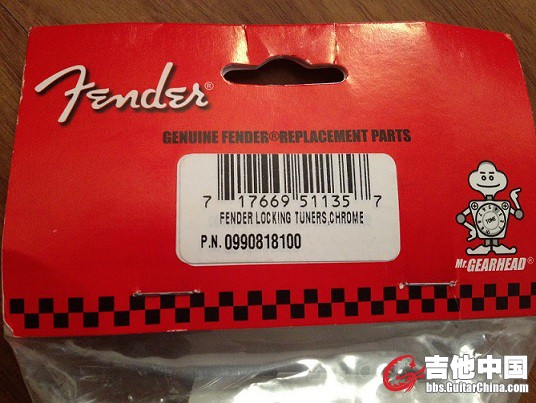 Fender®
GENUINE FENDER® REPLACEMENT PARTS
7 17669 51135 7
FENDER LOCKING TUNERS,CHROME
P.N. 0990818100
TONE
Mr. GEARHEAD®
吉他中国
bbs.GuitarChina.com